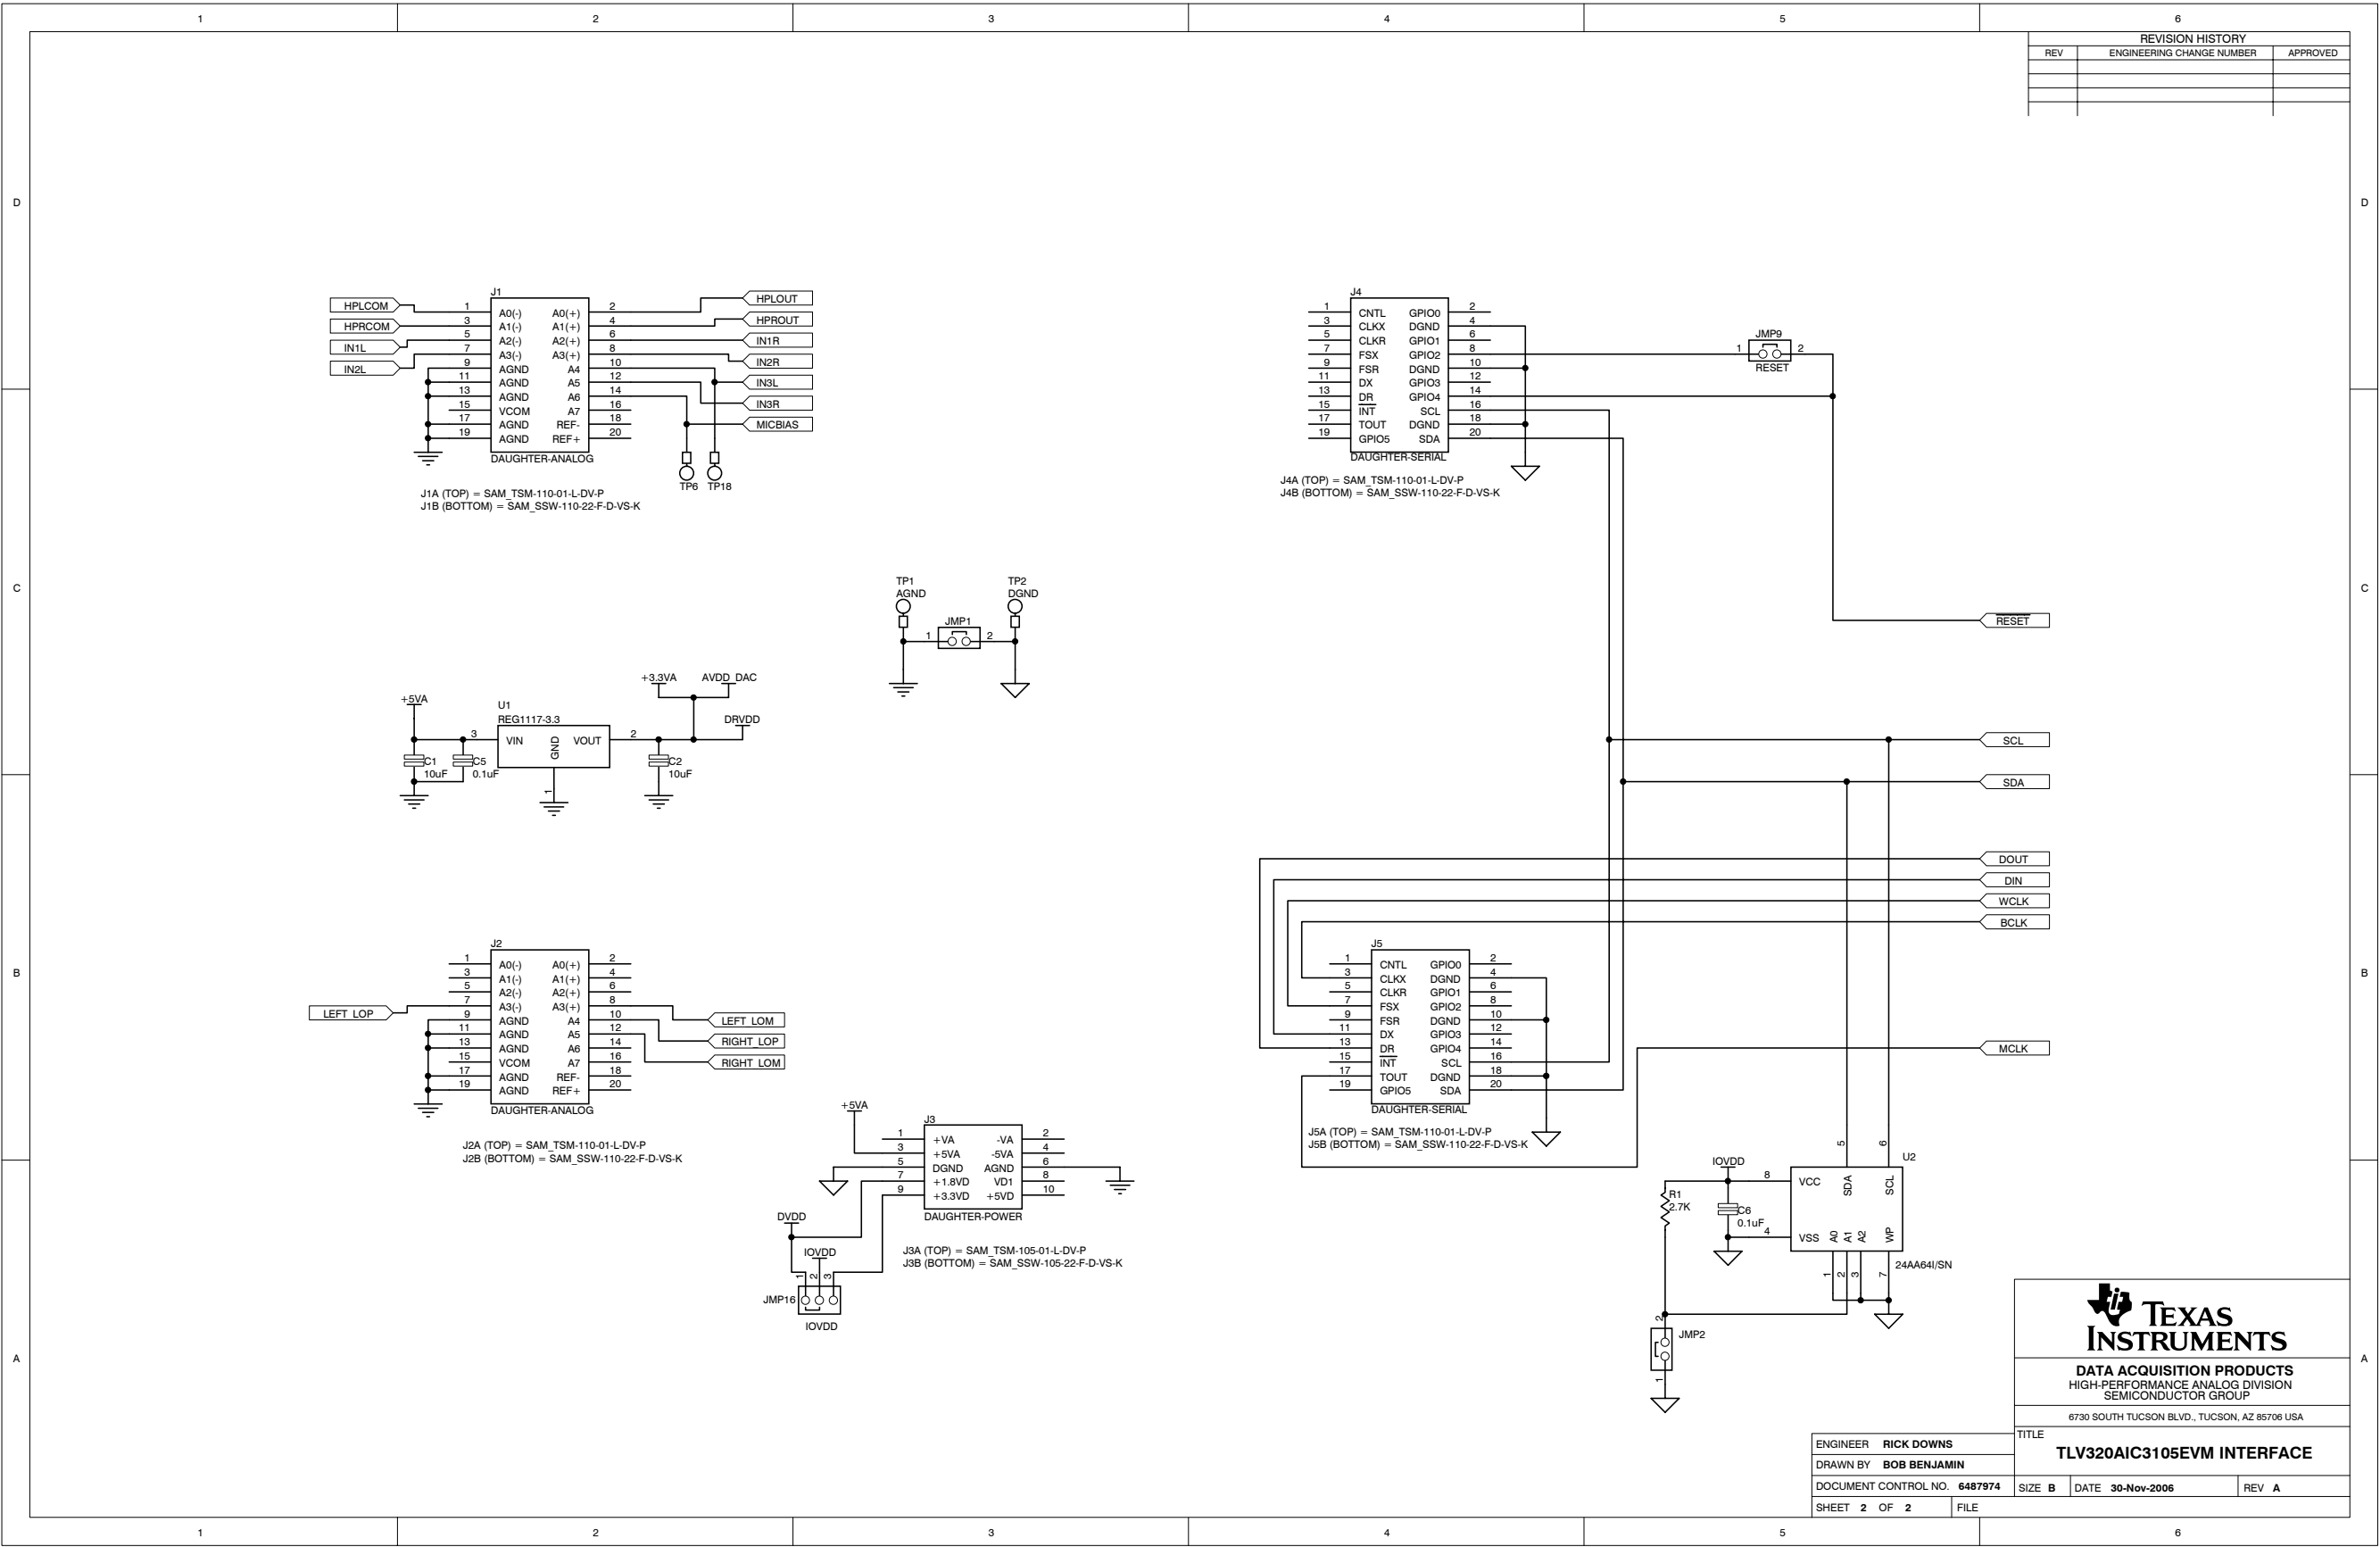 1 2 3 4 5 6
REVISION HISTORY
REV ENGINEERING CHANGE NUMBER APPROVED
D D
C C
B B
A A
J1
HPLCOM
HPRCOM
IN1L
IN2L
1 A0(-) A0(+) 2
3 A1(-) A1(+) 4
5 A2(-) A2(+) 6
7 A3(-) A3(+) 8
9 AGND A4 10
11 AGND A5 12
13 AGND A6 14
15 VCOM A7 16
17 AGND REF- 18
19 AGND REF+ 20
DAUGHTER-ANALOG
HPLOUT
HPROUT
IN1R
IN2R
IN3L
IN3R
MICBIAS
TP6 TP18
J1A (TOP) = SAM_TSM-110-01-L-DV-P
J1B (BOTTOM) = SAM_SSW-110-22-F-D-VS-K
J4
1 CNTL GPIO0 2
3 CLKX DGND 4
5 CLKR GPIO1 6
7 FSX GPIO2 8
9 FSR DGND 10
11 DX GPIO3 12
13 DR GPIO4 14
15 INT SCL 16
17 TOUT DGND 18
19 GPIO5 SDA 20
DAUGHTER-SERIAL
J4A (TOP) = SAM_TSM-110-01-L-DV-P
J4B (BOTTOM) = SAM_SSW-110-22-F-D-VS-K
JMP9
1 2
RESET
TP1
AGND
TP2
DGND
JMP1
1 2
RESET
+5VA
U1
REG1117-3.3
3 VIN GND VOUT 2
1
C1
10uF
C5
0.1uF
+3.3VA AVDD_DAC
DRVDD
C2
10uF
SCL
SDA
DOUT
DIN
WCLK
BCLK
MCLK
J2
LEFT_LOP
1 A0(-) A0(+) 2
3 A1(-) A1(+) 4
5 A2(-) A2(+) 6
7 A3(-) A3(+) 8
9 AGND A4 10
11 AGND A5 12
13 AGND A6 14
15 VCOM A7 16
17 AGND REF- 18
19 AGND REF+ 20
DAUGHTER-ANALOG
LEFT_LOM
RIGHT_LOP
RIGHT_LOM
J2A (TOP) = SAM_TSM-110-01-L-DV-P
J2B (BOTTOM) = SAM_SSW-110-22-F-D-VS-K
J5
1 CNTL GPIO0 2
3 CLKX DGND 4
5 CLKR GPIO1 6
7 FSX GPIO2 8
9 FSR DGND 10
11 DX GPIO3 12
13 DR GPIO4 14
15 INT SCL 16
17 TOUT DGND 18
19 GPIO5 SDA 20
DAUGHTER-SERIAL
J5A (TOP) = SAM_TSM-110-01-L-DV-P
J5B (BOTTOM) = SAM_SSW-110-22-F-D-VS-K
+5VA
J3
1 +VA -VA 2
3 +5VA -5VA 4
5 DGND AGND 6
7 +1.8VD VD1 8
9 +3.3VD +5VD 10
DAUGHTER-POWER
J3A (TOP) = SAM_TSM-105-01-L-DV-P
J3B (BOTTOM) = SAM_SSW-105-22-F-D-VS-K
DVDD
IOVDD
1 2 3
JMP16
IOVDD
IOVDD
R1
2.7K
C6
0.1uF
U2
5 6
8 VCC SDA SCL
4 VSS A0 A1 A2 WP
1 2 3 7
24AA64I/SN
2
JMP2
1
TEXAS
INSTRUMENTS
DATA ACQUISITION PRODUCTS
HIGH-PERFORMANCE ANALOG DIVISION
SEMICONDUCTOR GROUP
6730 SOUTH TUCSON BLVD., TUCSON, AZ 85706 USA
TITLE
TLV320AIC3105EVM INTERFACE
ENGINEER RICK DOWNS
DRAWN BY BOB BENJAMIN
DOCUMENT CONTROL NO. 6487974
SIZE B DATE 30-Nov-2006 REV A
SHEET 2 OF 2 FILE
1 2 3 4 5 6